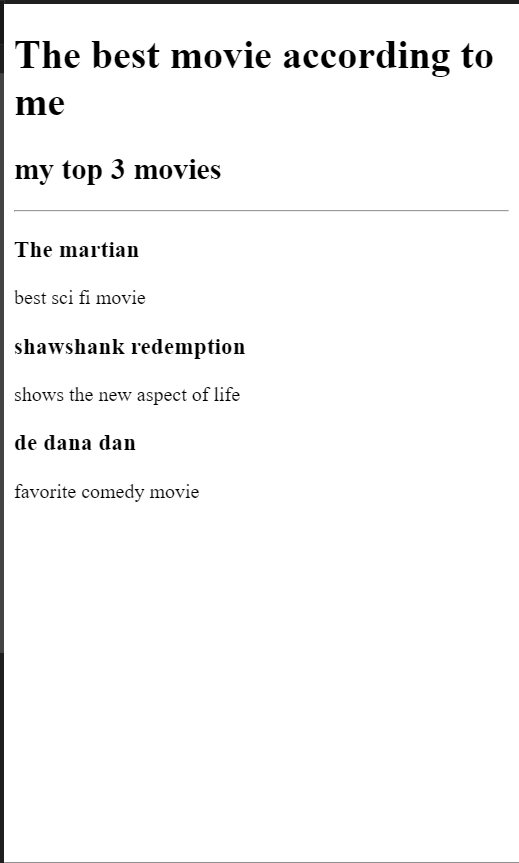 The best movie according to
me
my top 3 movies
The martian
best sci fi movie
shawshank redemption
shows the new aspect of life
de dana dan
favorite comedy movie